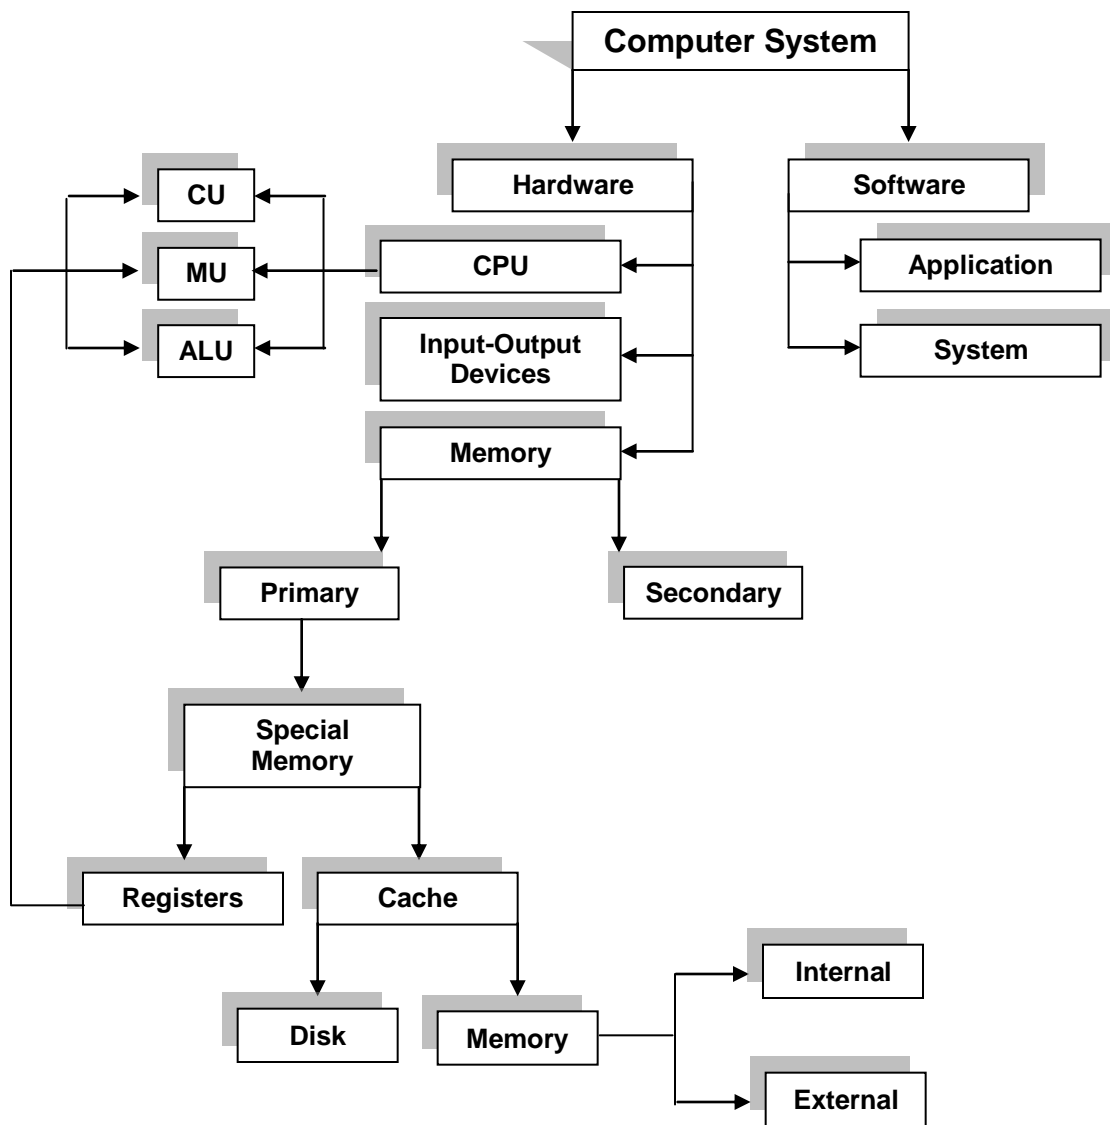 Computer System
Hardware
Software
CU
CPU
Application
MU
Input-Output
Devices
System
ALU
Memory
Primary
Secondary
Special
Memory
Registers
Cache
Internal
Disk
Memory
External